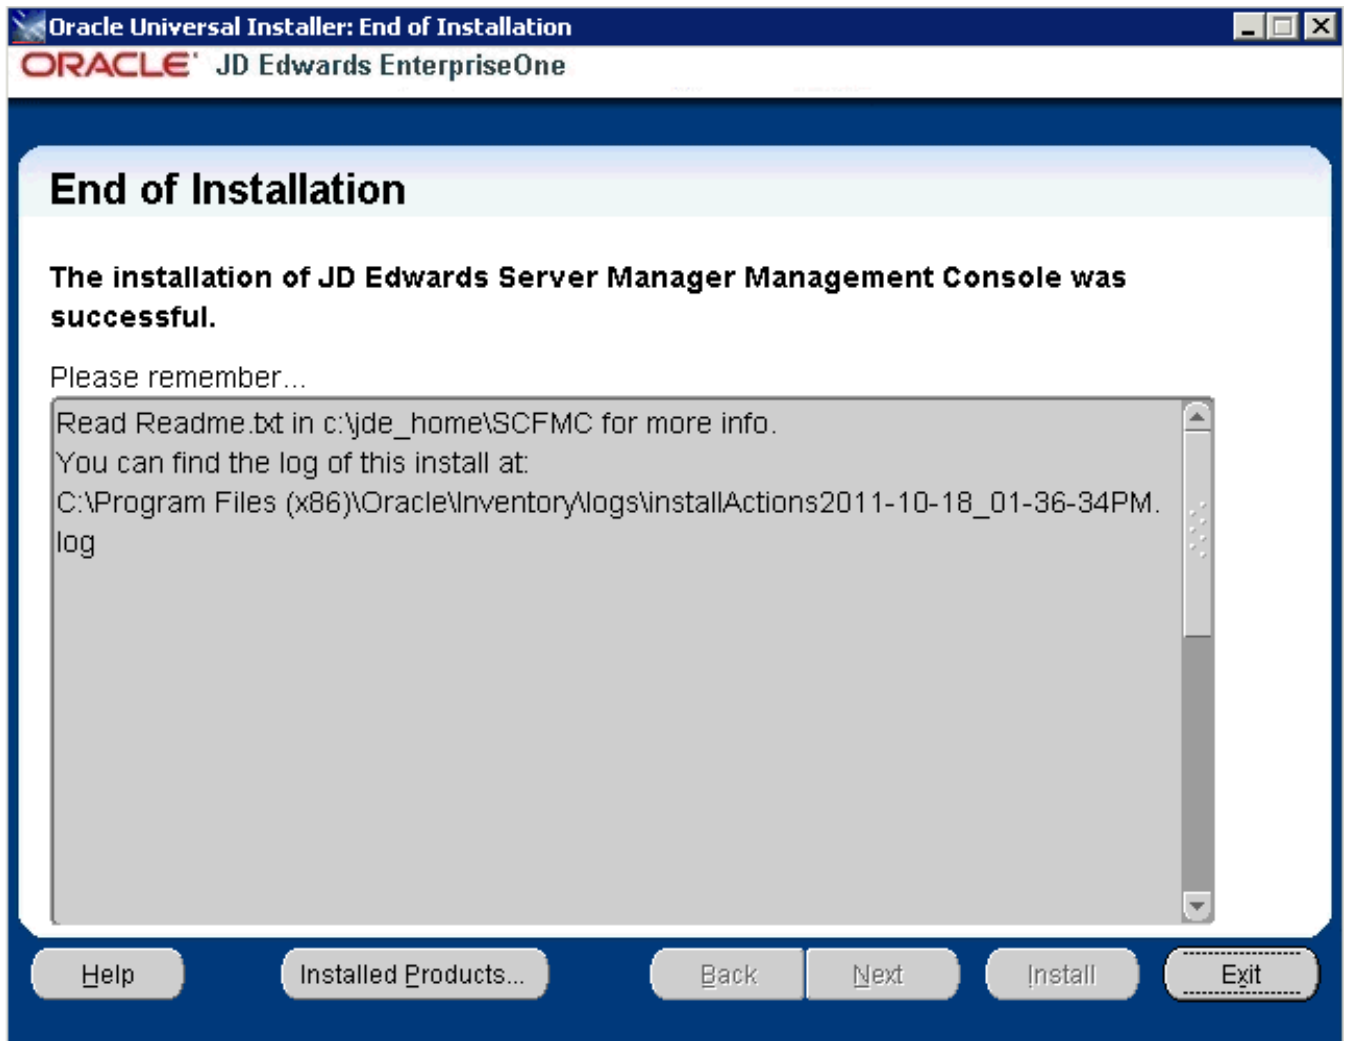 Oracle Universal Installer: End of Installation
ORACLE JD Edwards EnterpriseOne
End of Installation
The installation of JD Edwards Server Manager Management Console was
successful.
Please remember...
Read Readme.txt in c:\jde_home\SCFMC for more info.
You can find the log of this install at:
C:\Program Files (x86)\Oracle\Inventory\logs\installActions2011-10-18_01-36-34PM.
log
Help Installed Products... Back Next Install Exit